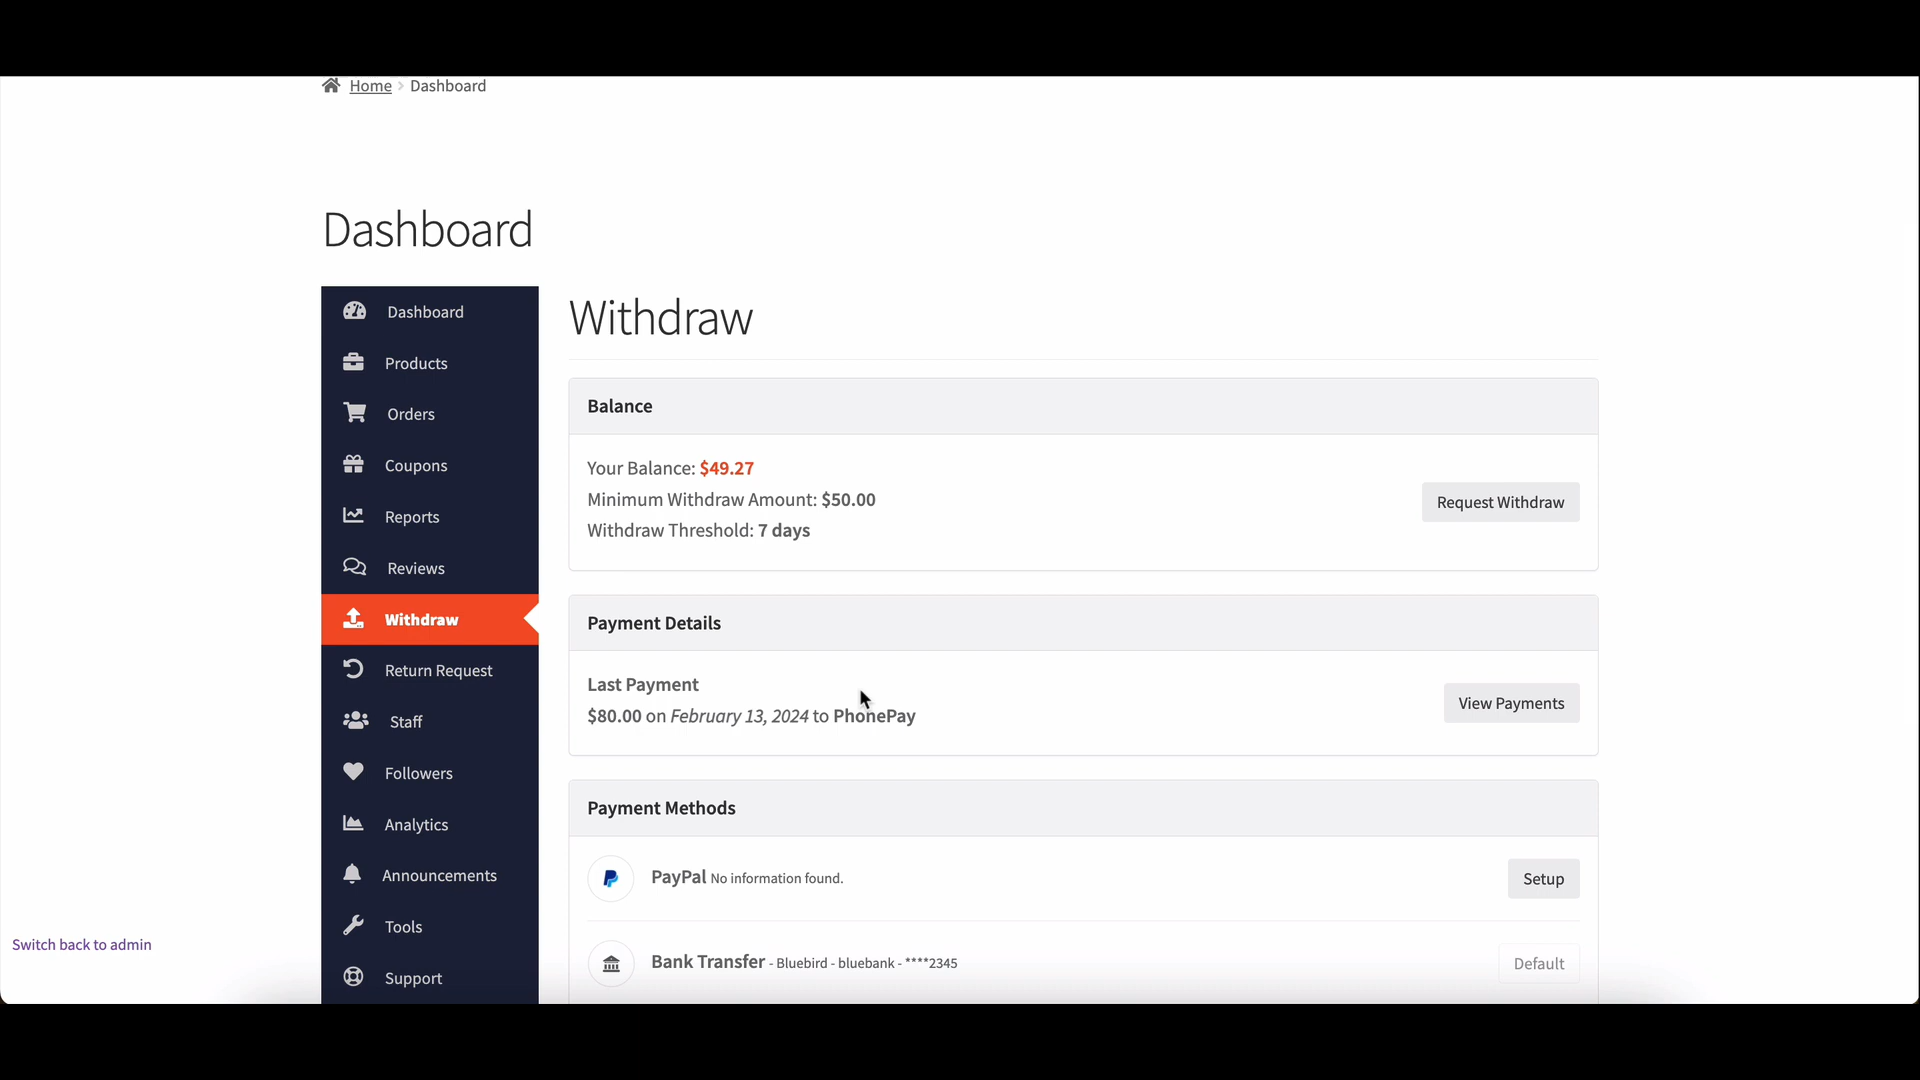 Home > Dashboard
Dashboard
Dashboard
Products
Orders
Coupons
Reports
Reviews
Withdraw
Return Request
Staff
Followers
Analytics
Announcements
Tools
Support
Switch back to admin
Withdraw
Balance
Your Balance: $49.27
Minimum Withdraw Amount: $50.00
Withdraw Threshold: 7 days
Request Withdraw
Payment Details
Last Payment
$80.00 on February 13, 2024 to PhonePay
View Payments
Payment Methods
PayPal No information found.
Setup
Bank Transfer - Bluebird - bluebank - ****2345
Default